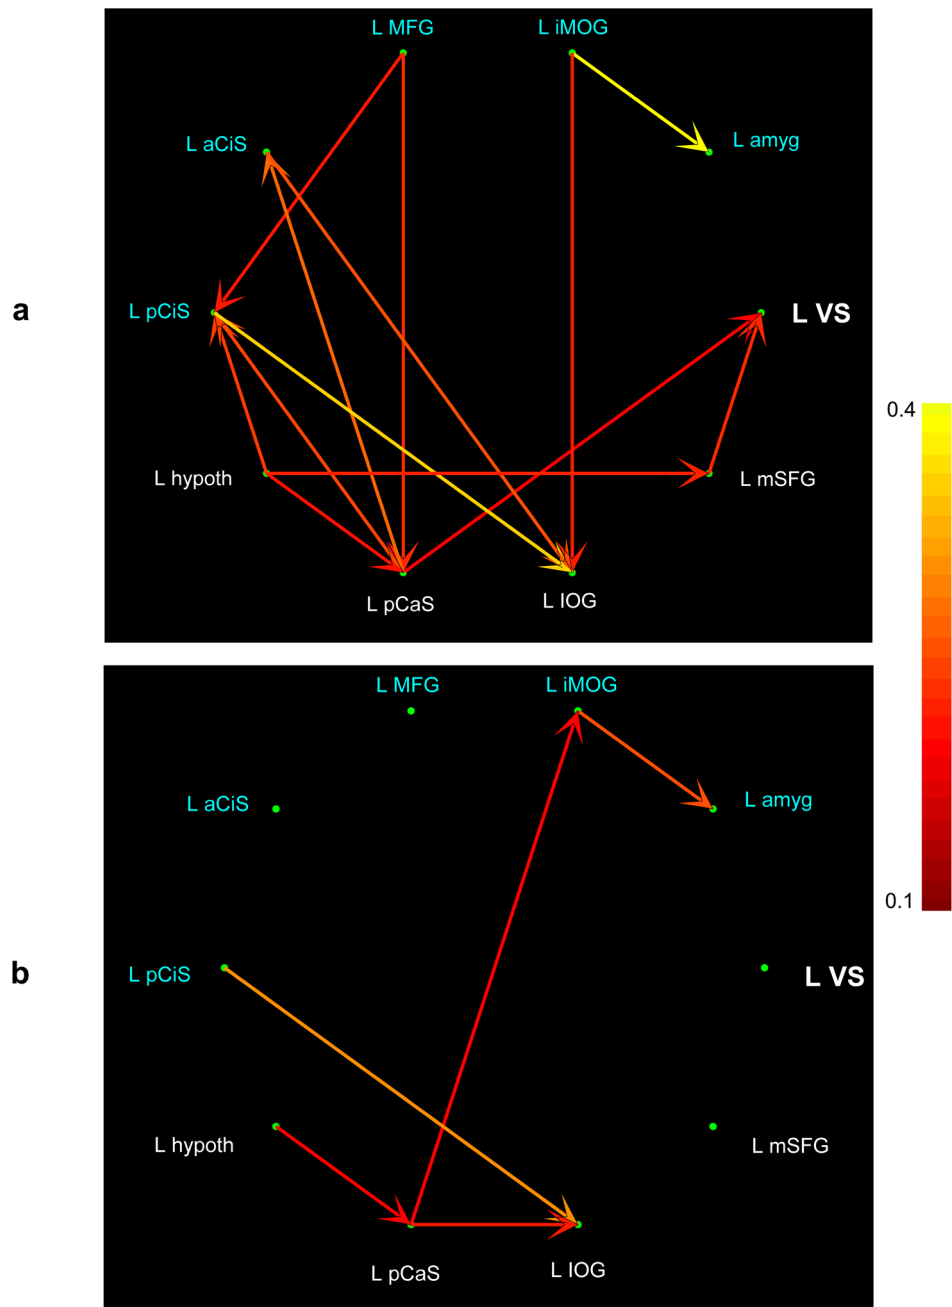 L MFG
L iMOG
L aCiS
L amyg
a
L pCiS
L VS
0.4
L hypoth
L mSFG
L pCaS
L IOG
L MFG
L iMOG
L aCiS
L amyg
0.1
b
L pCiS
L VS
L hypoth
L mSFG
L pCaS
L IOG